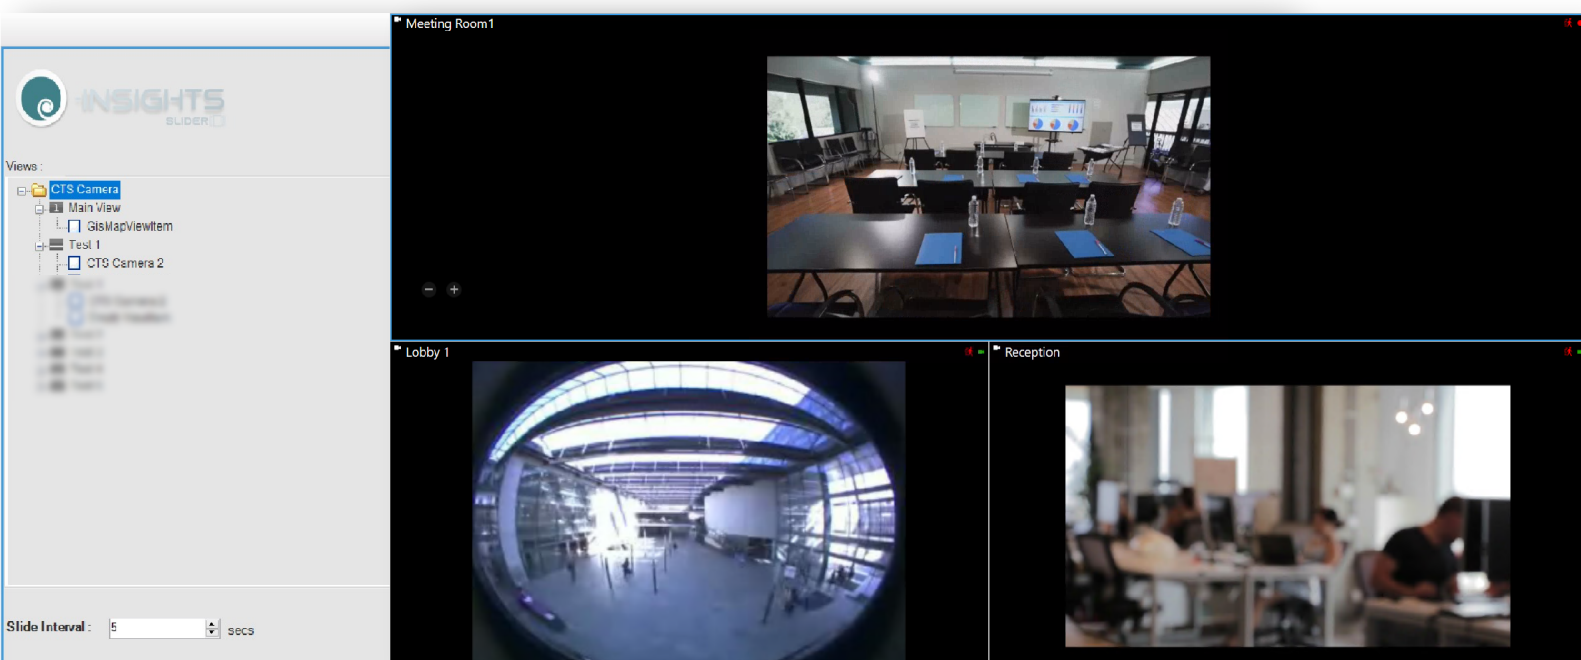 INSIGHTS
SLIDER
Views :
CTS Camera
1 Main View
GisMapViewItem
Test 1
CTS Camera 2
Slide Interval : 5 secs
Meeting Room1
Lobby 1
Reception